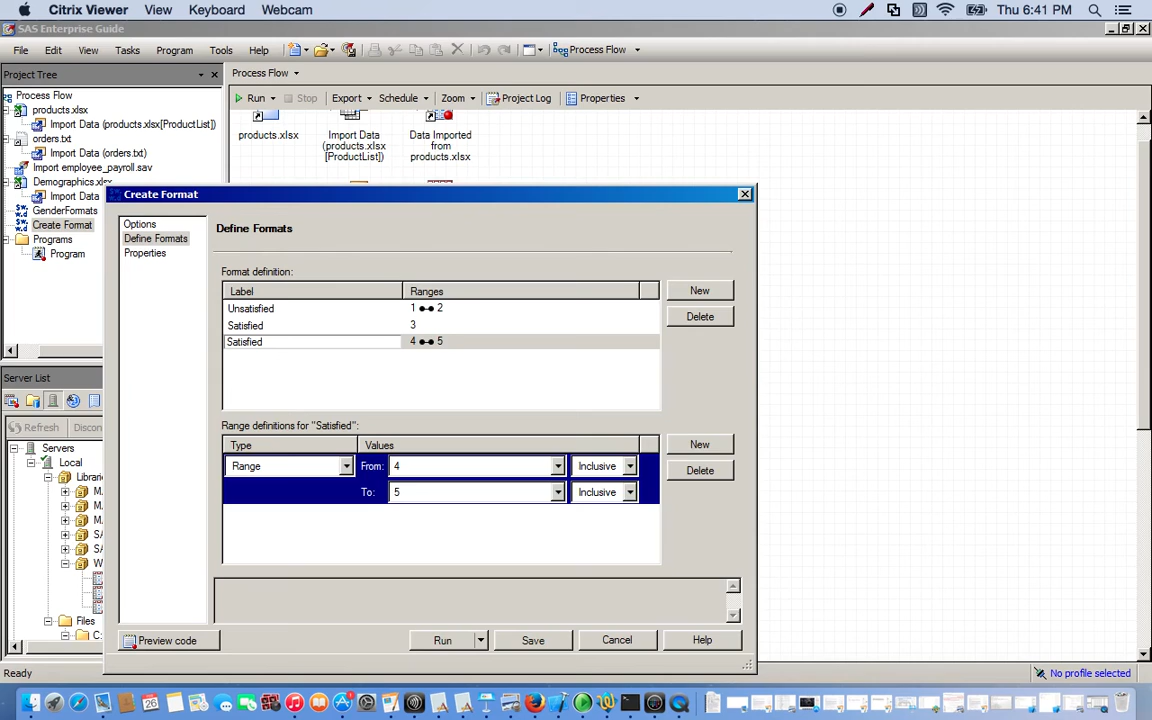 Citrix Viewer View Keyboard Webcam Thu 6:41 PM
SAS Enterprise Guide
File Edit View Tasks Program Tools Help Process Flow
Project Tree
Process Flow
Process Flow
products.xlsx
Import Data (products.xlsx[ProductList])
orders.txt
Import Data (orders.txt)
Import employee_payroll.sav
Demographics.xlsx
Import Data
GenderFormats
Create Format
Programs
Program
Run Stop Export Schedule Zoom Project Log Properties
products.xlsx
Import Data
(products.xlsx
[ProductList])
Data Imported
from
products.xlsx
Create Format
Options
Define Formats
Properties
Define Formats
Format definition:
Label Ranges
Unsatisfied 1 2
Satisfied 3
Satisfied 4 5
New
Delete
Range definitions for "Satisfied":
Type Values
Range From: 4 Inclusive
To: 5 Inclusive
New
Delete
Preview code Run Save Cancel Help
Server List
Refresh Discon
Servers
Local
Librari
M.
M.
M.
SA
SA
W
Files
C:
Ready No profile selected
26